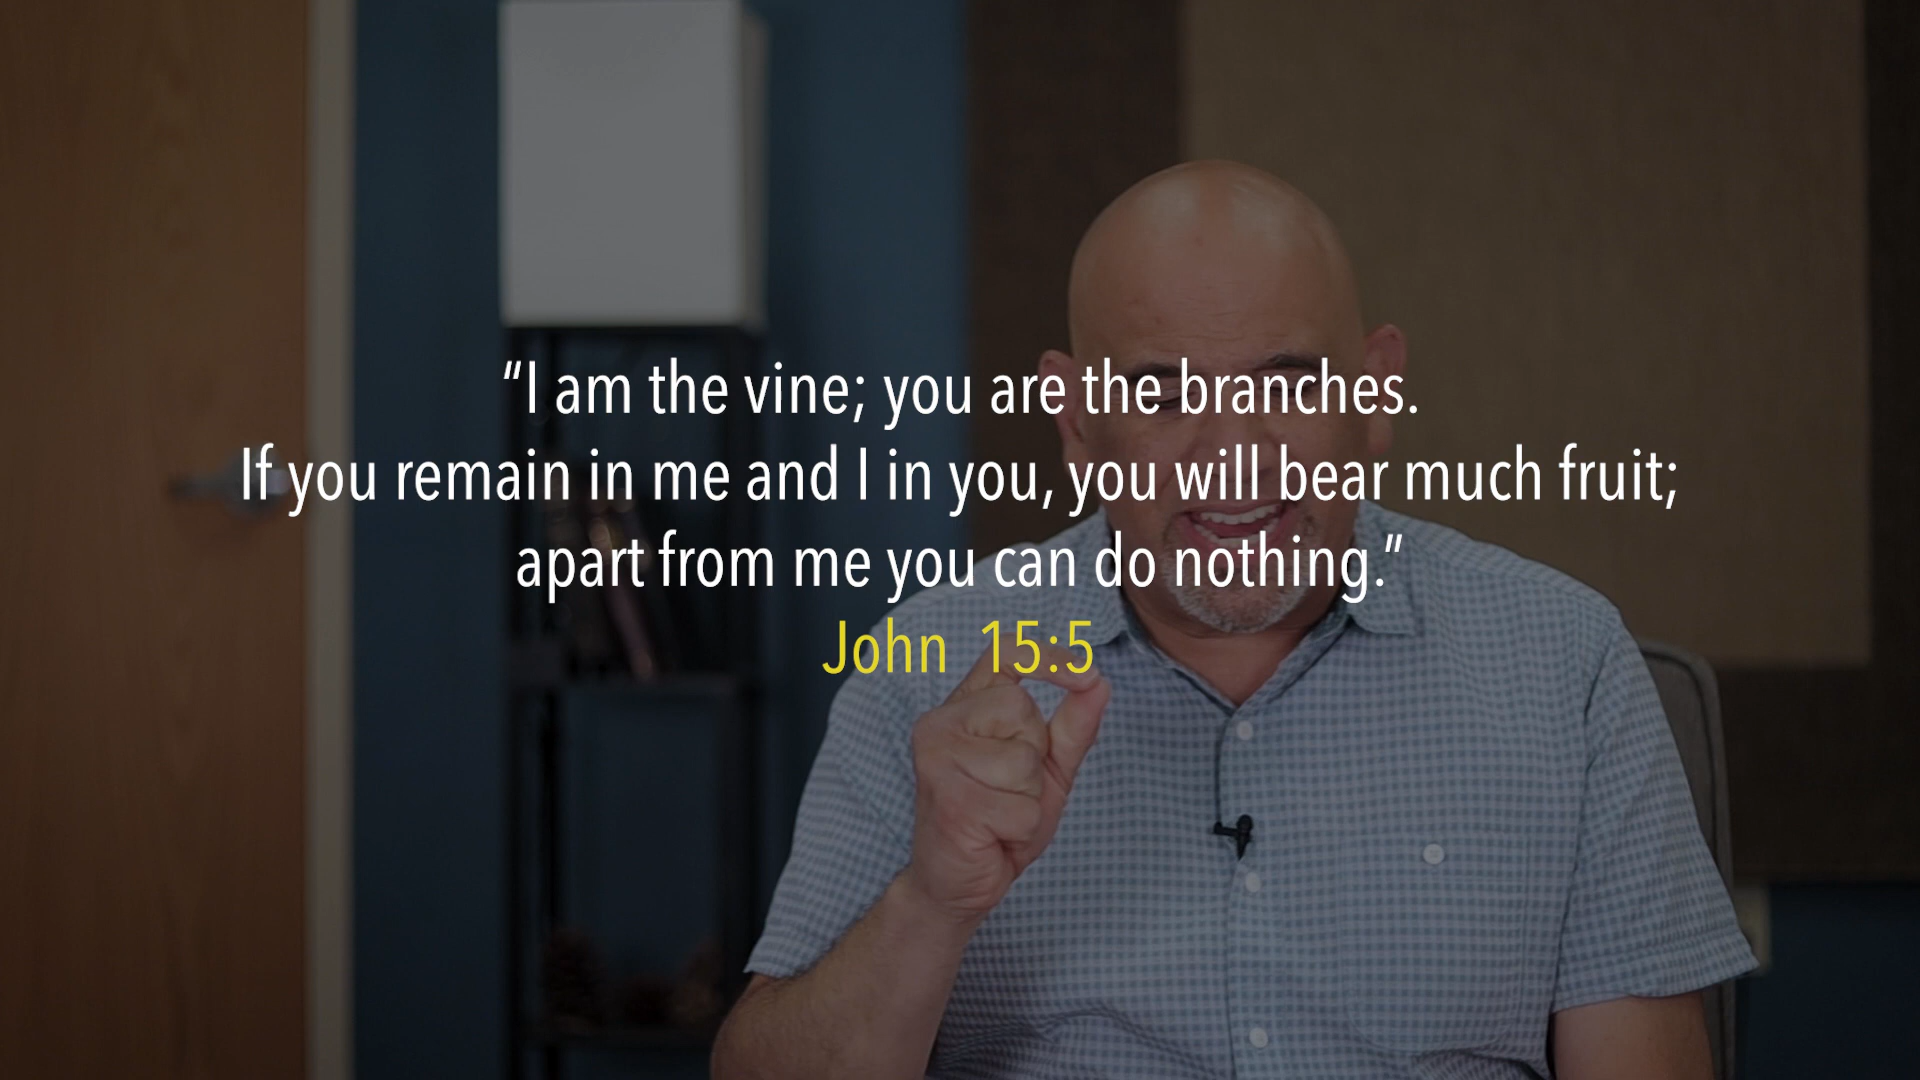 “I am the vine; you are the branches.
If you remain in me and I in you, you will bear much fruit;
apart from me you can do nothing.”
John 15:5